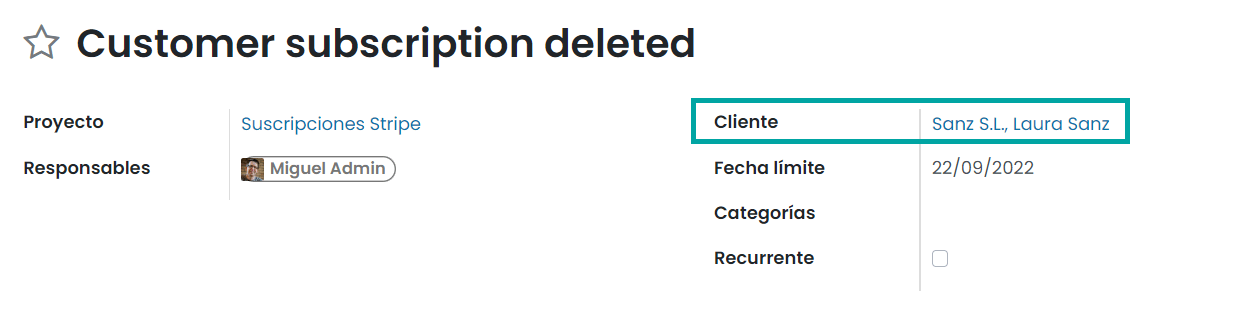 Customer subscription deleted
Proyecto Suscripciones Stripe
Responsables Miguel Admin
Cliente Sanz S.L., Laura Sanz
Fecha límite 22/09/2022
Categorías
Recurrente